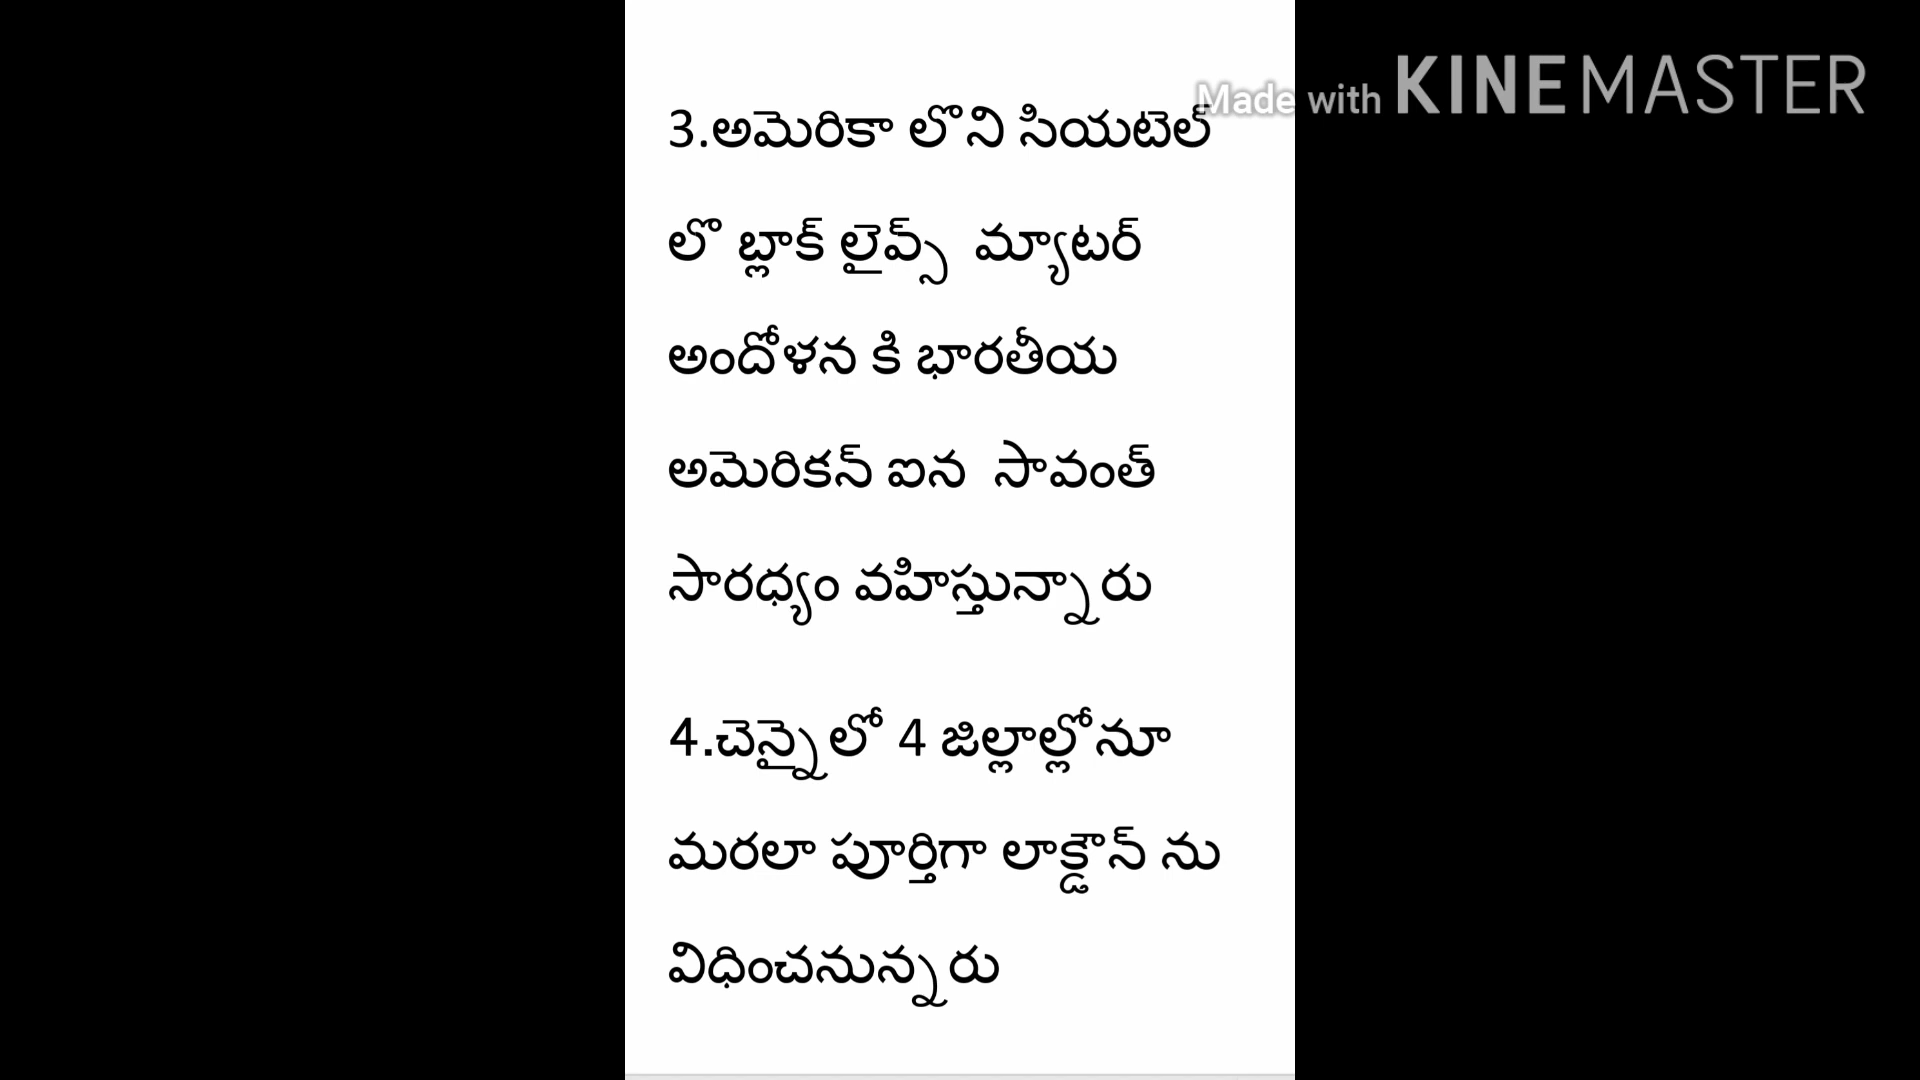 Made with KINEMASTER
3.అమెరికా లొని సియటెల్
లొ బ్లాక్ లైవ్స్ మ్యాటర్
అందోళన కి భారతీయ
అమెరికన్ ఐన సావంత్
సారధ్యం వహిస్తున్నారు
4.చెన్నైలో 4 జిల్లాల్లోనూ
మరలా పూర్తిగా లాక్డౌన్ ను
విధించనున్నరు